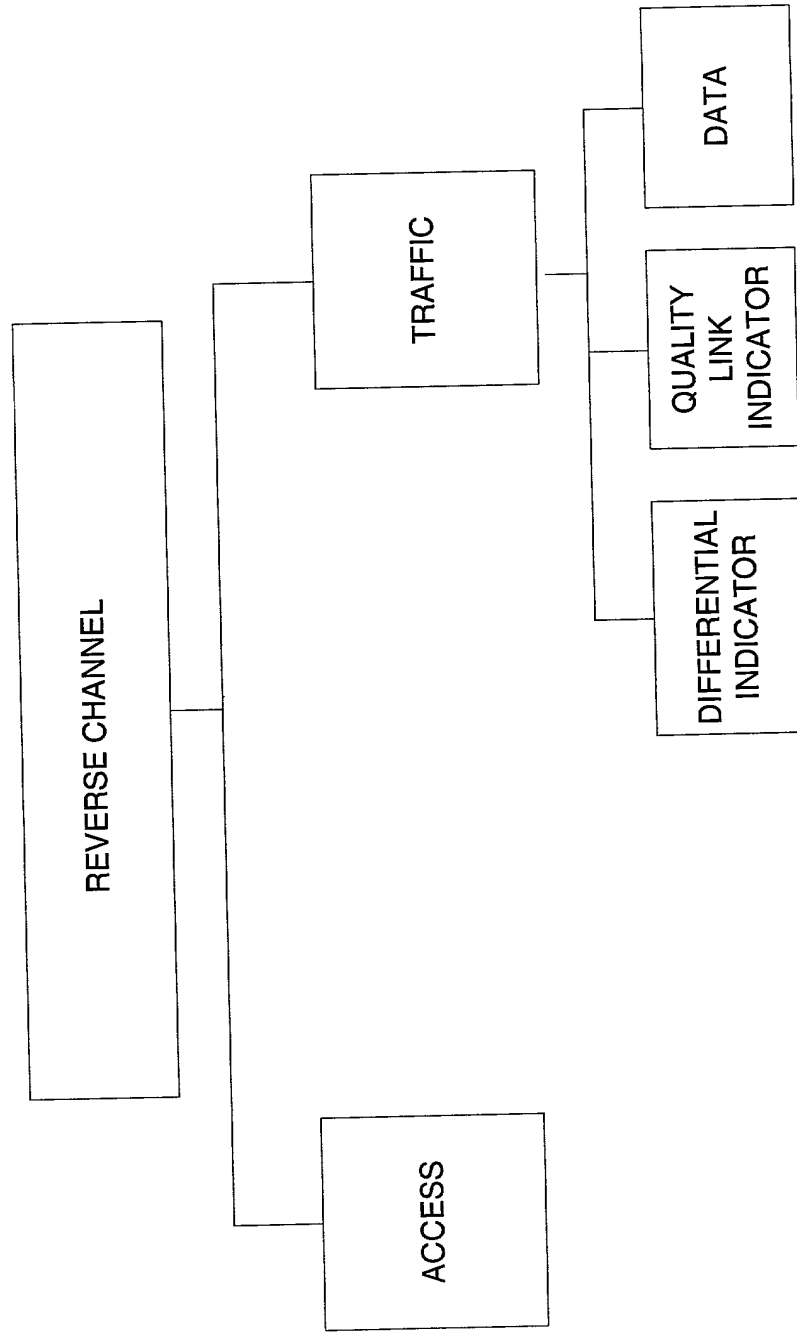 REVERSE CHANNEL
ACCESS
TRAFFIC
DIFFERENTIAL
INDICATOR
QUALITY
LINK
INDICATOR
DATA